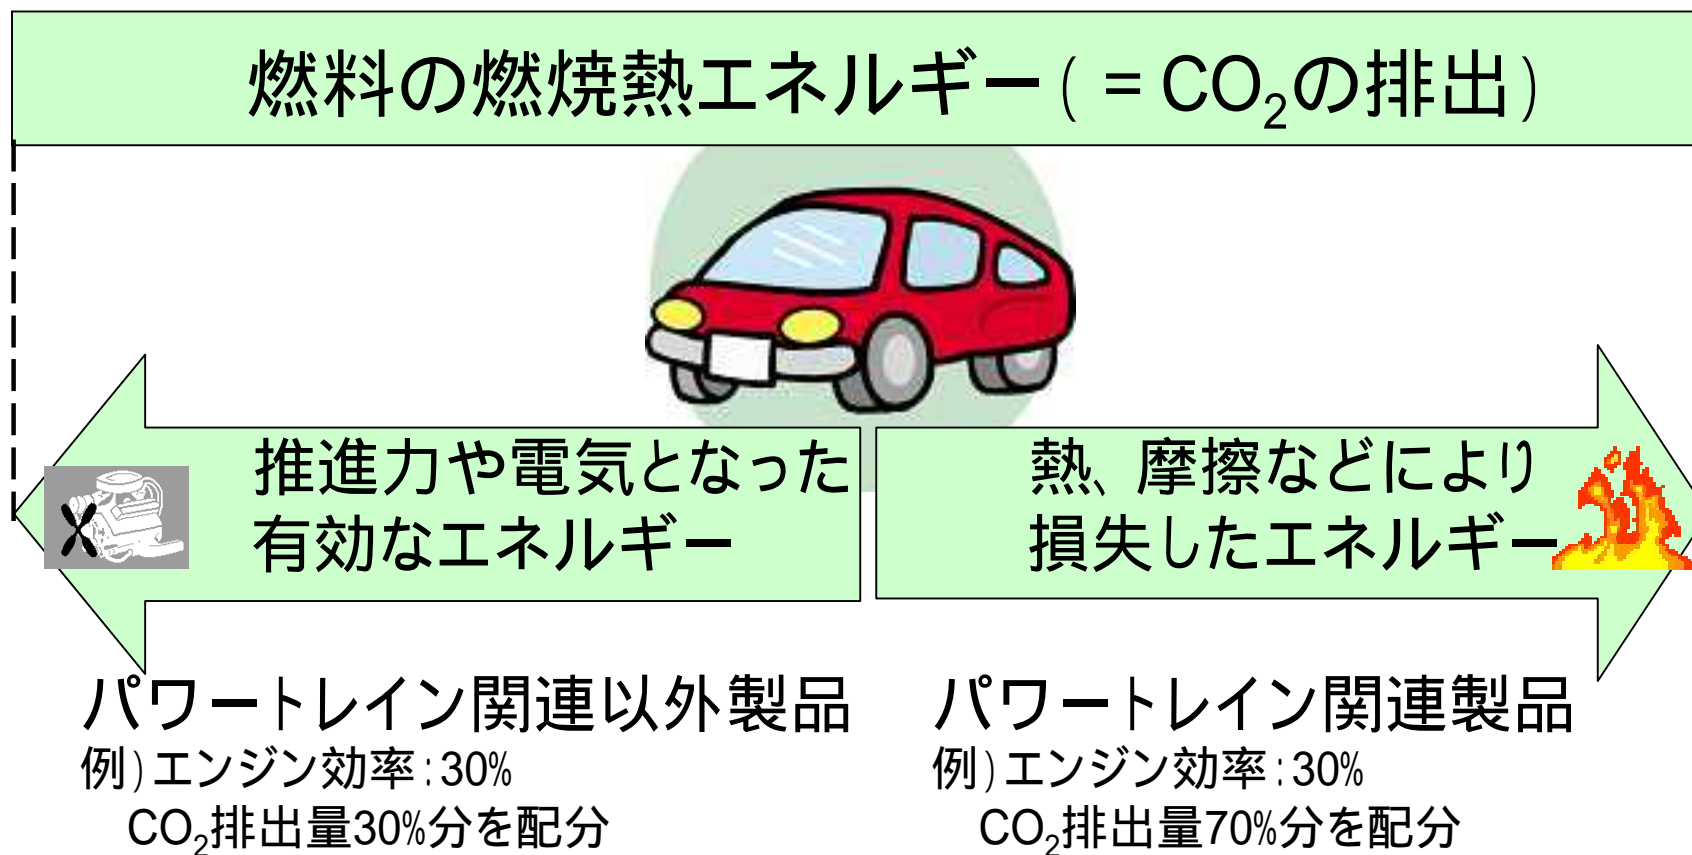 燃料の燃焼熱エネルギー(=CO₂の排出)
推進力や電気となった
有効なエネルギー
熱、摩擦などにより
損失したエネルギー
パワートレイン関連以外製品
例)エンジン効率:30%
CO₂排出量30%分を配分
パワートレイン関連製品
例)エンジン効率:30%
CO₂排出量70%分を配分